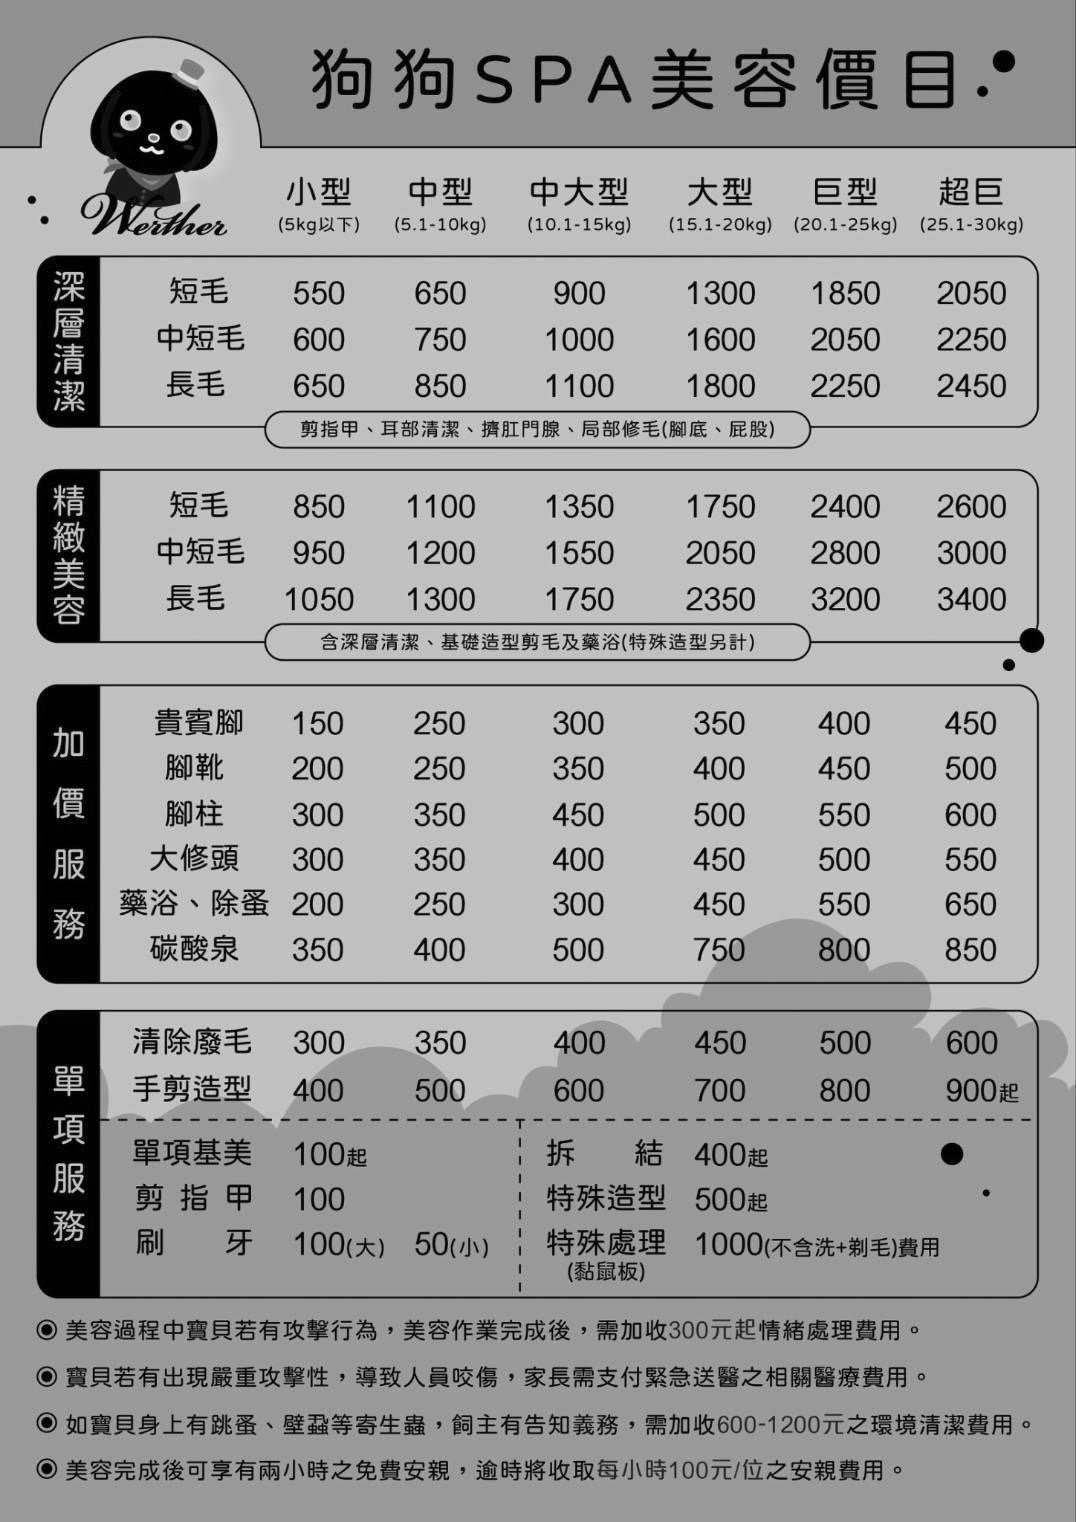 狗狗SPA美容價目
Werther
小型 中型 中大型 大型 巨型 超巨
(5kg以下) (5.1-10kg) (10.1-15kg) (15.1-20kg) (20.1-25kg) (25.1-30kg)
深層清潔
短毛 550 650 900 1300 1850 2050
中短毛 600 750 1000 1600 2050 2250
長毛 650 850 1100 1800 2250 2450
剪指甲、耳部清潔、擠肛門腺、局部修毛(腳底、屁股)
精緻美容
短毛 850 1100 1350 1750 2400 2600
中短毛 950 1200 1550 2050 2800 3000
長毛 1050 1300 1750 2350 3200 3400
含深層清潔、基礎造型剪毛及藥浴(特殊造型另計)
加價服務
貴賓腳 150 250 300 350 400 450
腳靴 200 250 350 400 450 500
腳柱 300 350 450 500 550 600
大修頭 300 350 400 450 500 550
藥浴、除蚤 200 250 300 450 550 650
碳酸泉 350 400 500 750 800 850
單項服務
清除廢毛 300 350 400 450 500 600
手剪造型 400 500 600 700 800 900起
單項基美 100起 拆結 400起
剪指甲 100 特殊造型 500起
刷牙 100(大) 50(小) 特殊處理 1000(不含洗+剃毛)費用
(黏鼠板)
◉ 美容過程中寶貝若有攻擊行為，美容作業完成後，需加收300元起情緒處理費用。
◉ 寶貝若有出現嚴重攻擊性，導致人員咬傷，家長需支付緊急送醫之相關醫療費用。
◉ 如寶貝身上有跳蚤、壁蝨等寄生蟲，飼主有告知義務，需加收600-1200元之環境清潔費用。
◉ 美容完成後可享有兩小時之免費安親，逾時將收取每小時100元/位之安親費用。